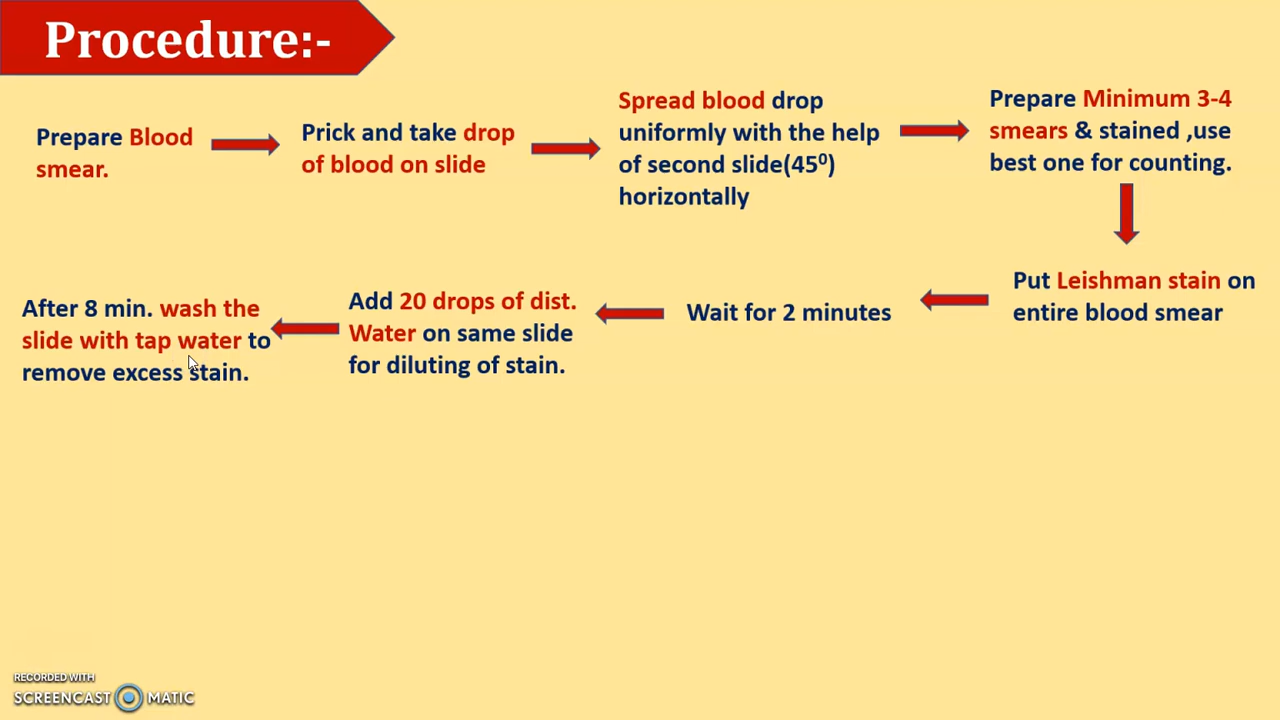 Procedure:-
Prepare Blood
smear.
Prick and take drop
of blood on slide
Spread blood drop
uniformly with the help
of second slide(45⁰)
horizontally
Prepare Minimum 3-4
smears & stained ,use
best one for counting.
Put Leishman stain on
entire blood smear
Wait for 2 minutes
Add 20 drops of dist.
Water on same slide
for diluting of stain.
After 8 min. wash the
slide with tap water to
remove excess stain.
RECORDED WITH
SCREENCAST MATIC